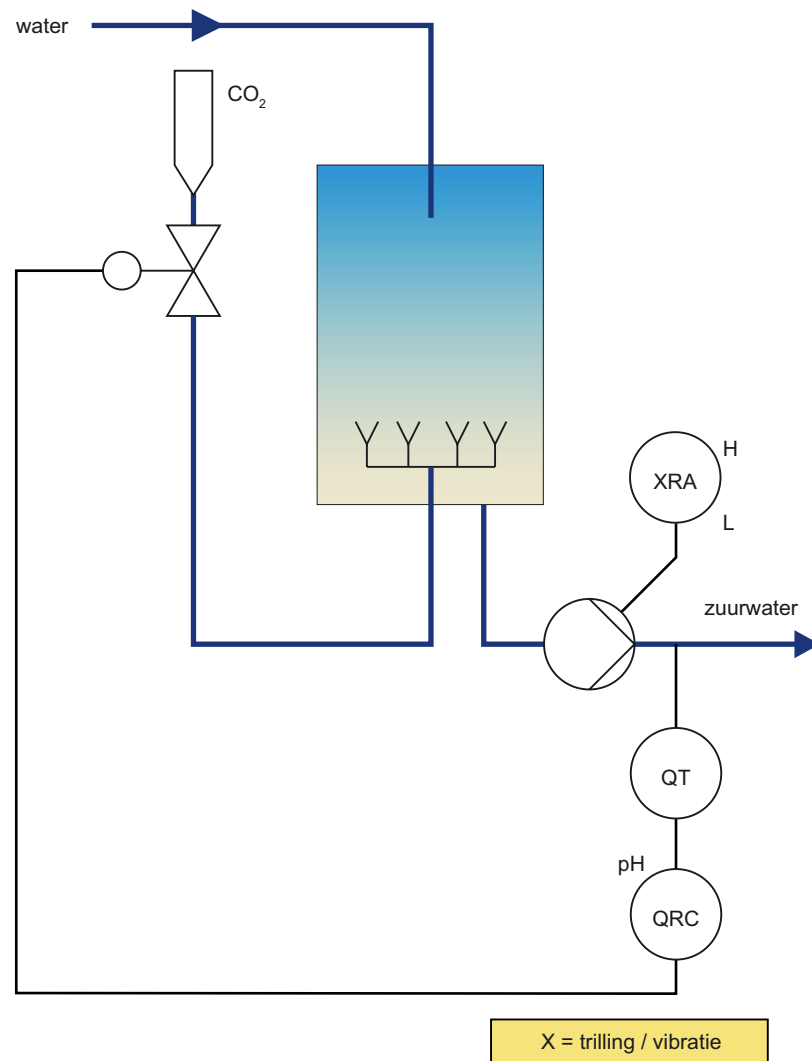 water
CO₂
H
XRA
L
zuurwater
QT
pH
QRC
X = trilling / vibratie